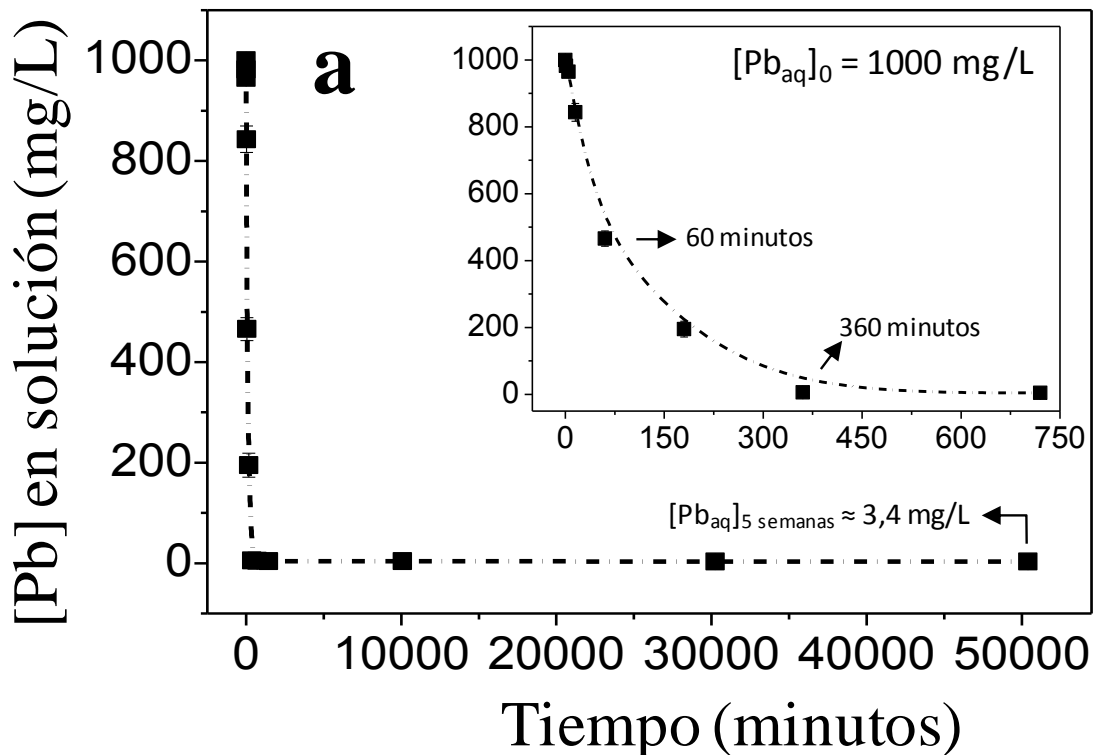 [Pb] en solución (mg/L)
1000
800
600
400
200
0
a
1000
800
600
400
200
0
[Pbaq]0 = 1000 mg/L
60 minutos
360 minutos
0 150 300 450 600 750
[Pbaq]5 semanas ≈ 3,4 mg/L
0 10000 20000 30000 40000 50000
Tiempo (minutos)